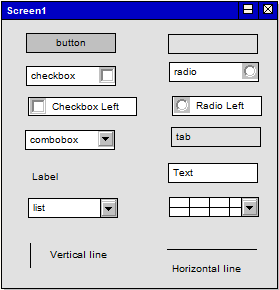 Screen1
button
checkbox
radio
Checkbox Left
Radio Left
combobox
tab
Label
Text
list
Vertical line
Horizontal line